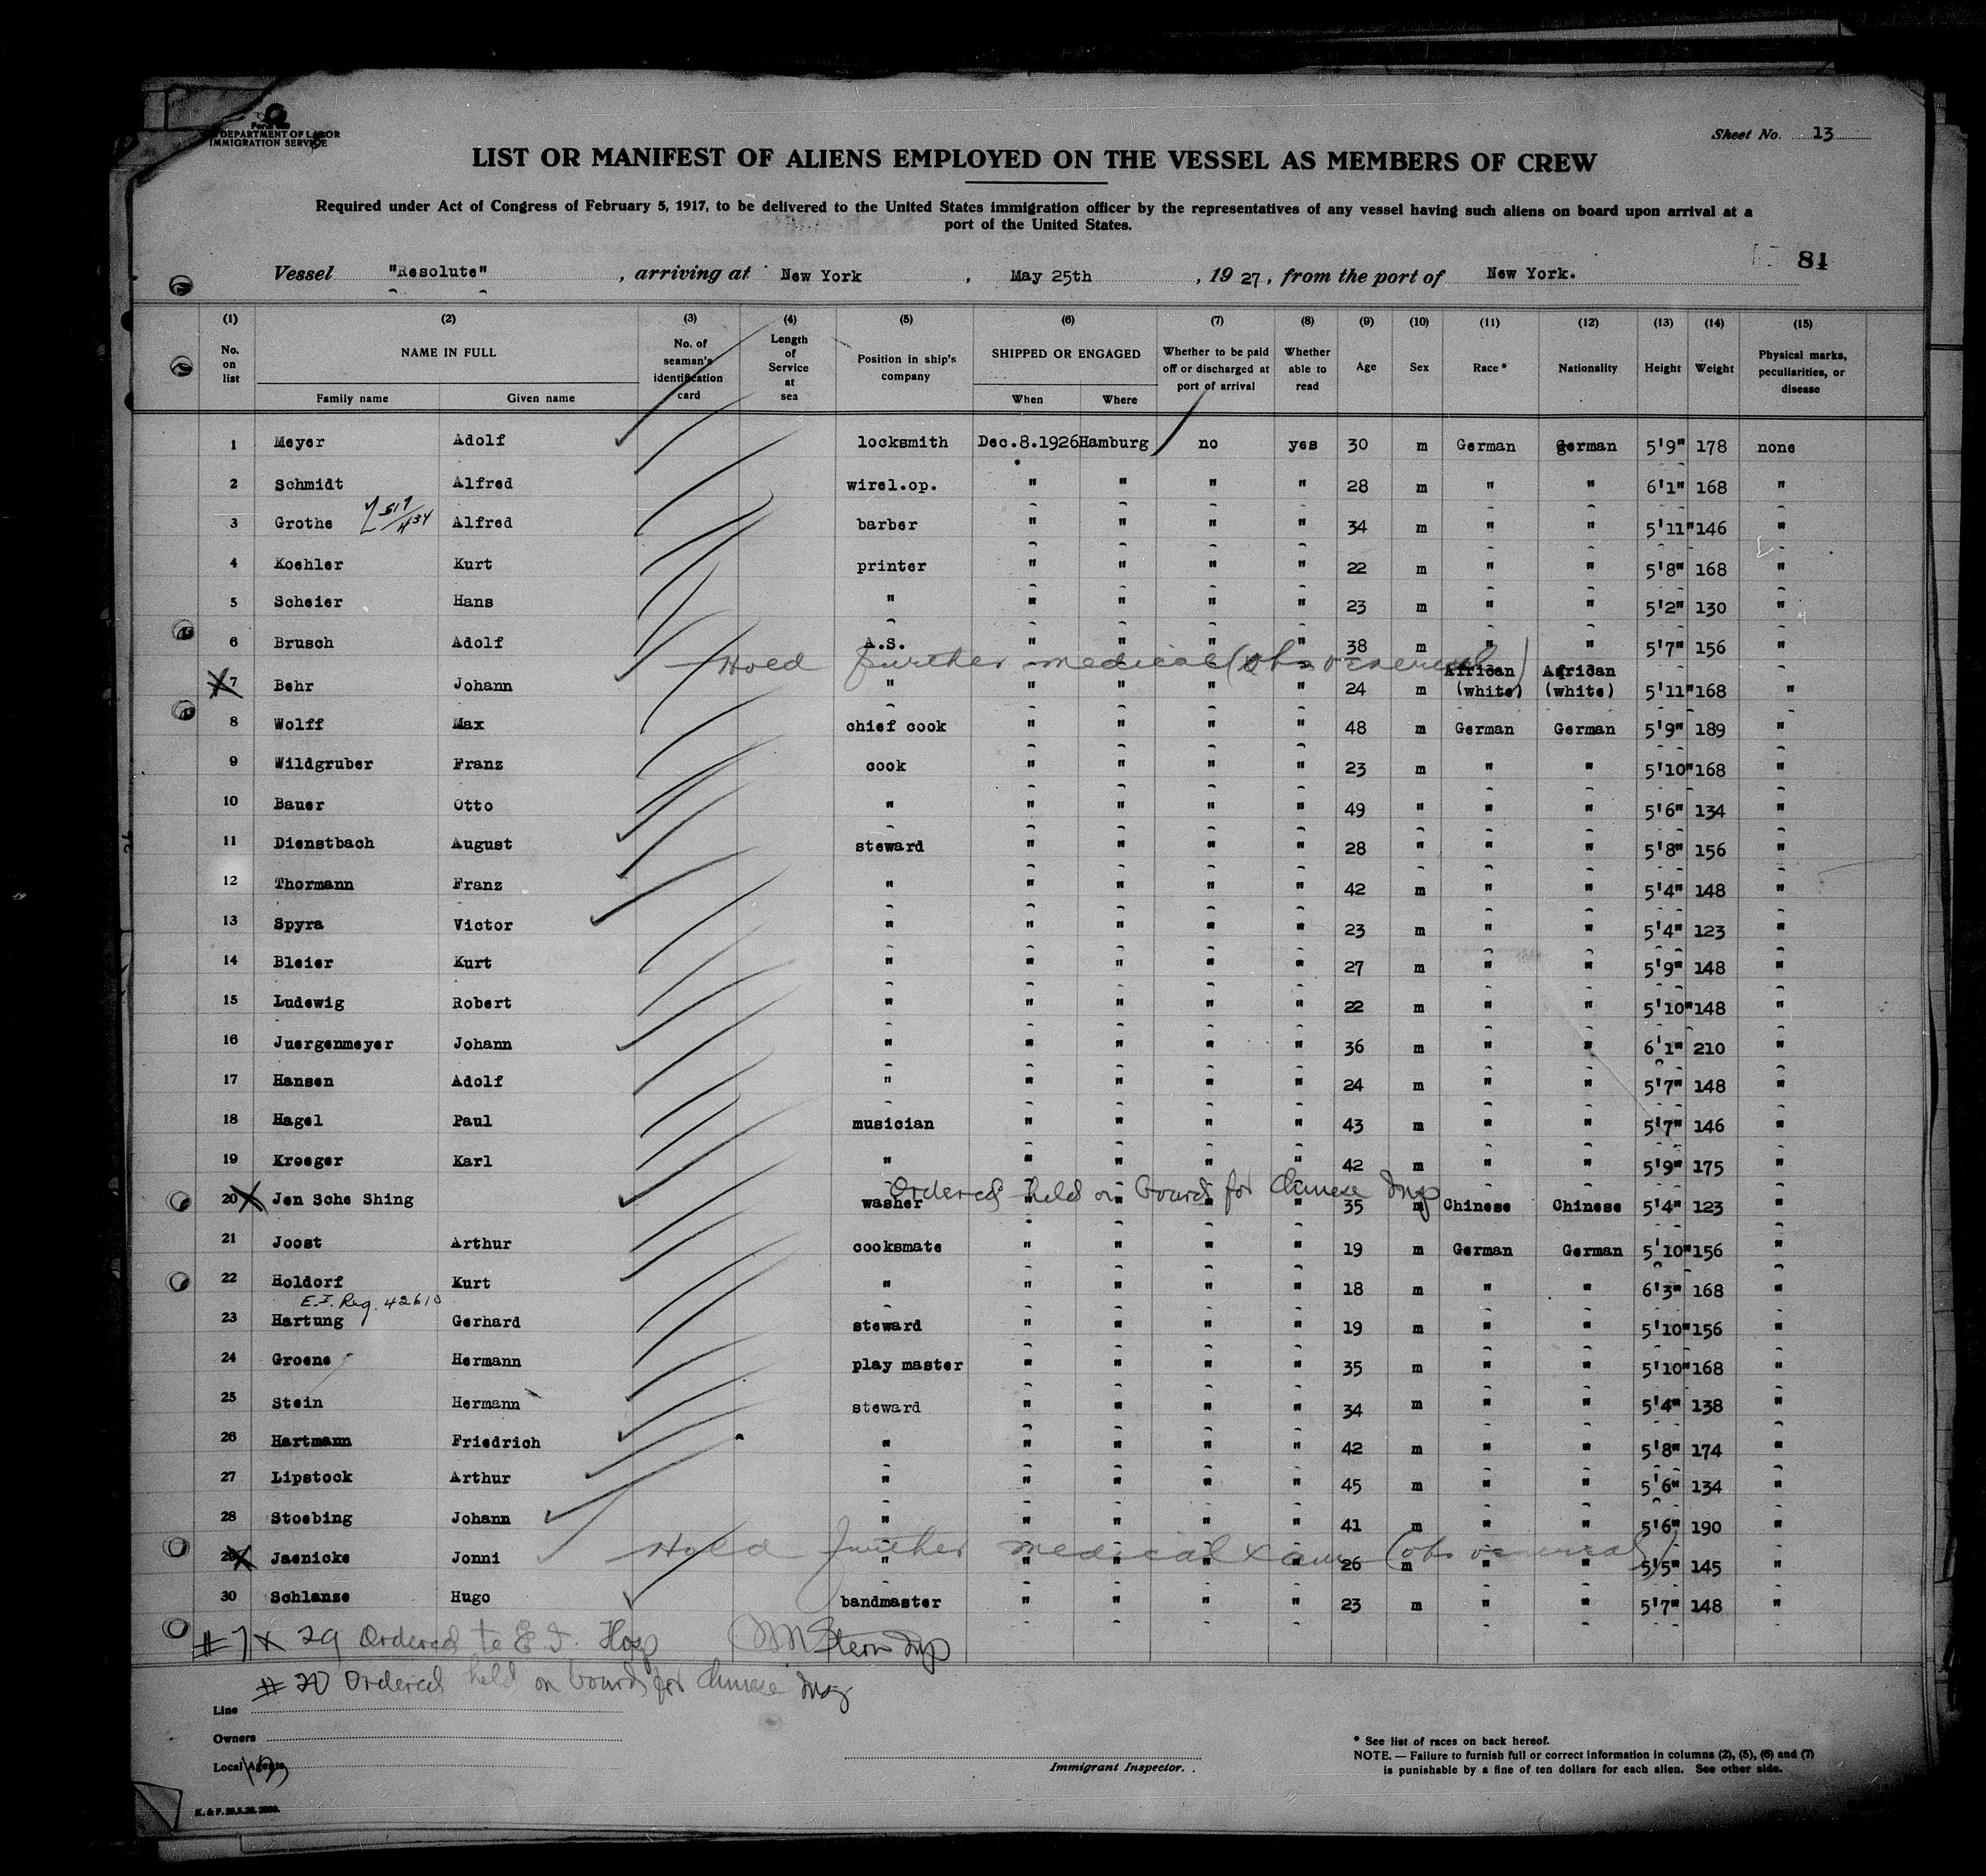 DEPARTMENT OF LABOR
IMMIGRATION SERVICE
Sheet No. 13
LIST OR MANIFEST OF ALIENS EMPLOYED ON THE VESSEL AS MEMBERS OF CREW
Required under Act of Congress of February 5, 1917, to be delivered to the United States immigration officer by the representatives of any vessel having such aliens on board upon arrival at a
port of the United States.
81
Vessel "Resolute", arriving at New York, May 25th, 1927, from the port of New York.
(1) (2) (3) (4) (5) (6) (7) (8) (9) (10) (11) (12) (13) (14) (15)
No. on list NAME IN FULL Family name Given name No. of seaman's identification card Length of Service at sea Position in ship's company SHIPPED OR ENGAGED When Where Whether to be paid off or discharged at port of arrival Whether able to read Age Sex Race* Nationality Height Weight Physical marks, peculiarities, or disease
1 Meyer Adolf locksmith Dec.8.1926 Hamburg no yes 30 m German German 5'9" 178 none
2 Schmidt Alfred wirel.op. " " " " 28 m " " 6'1" 168 "
3 Grothe Alfred barber " " " " 34 m " " 5'11" 146 "
4 Koehler Kurt printer " " " " 22 m " " 5'8" 168 "
5 Scheier Hans " " " " " 23 m " " 5'2" 130 "
6 Brusch Adolf A.S. " " " " 38 m " " 5'7" 156 "
Hold further medical (obs venereal)
7 Behr Johann " " " " " 24 m African (white) African (white) 5'11" 168 "
8 Wolff Max chief cook " " " " 48 m German German 5'9" 189 "
9 Wildgruber Franz cook " " " " 23 m " " 5'10" 168 "
10 Bauer Otto " " " " " 49 " " " 5'6" 134 "
11 Dienstbach August steward " " " " 28 " " " 5'8" 156 "
12 Thormann Franz " " " " " 42 m " " 5'4" 148 "
13 Spyra Victor " " " " " 23 m " " 5'4" 123 "
14 Bleier Kurt " " " " " 27 m " " 5'9" 148 "
15 Ludewig Robert " " " " " 22 m " " 5'10" 148 "
16 Juergenmeyer Johann " " " " " 36 m " " 6'1" 210 "
17 Hansen Adolf " " " " " 24 m " " 5'7" 148 "
18 Hagel Paul musician " " " " 43 m " " 5'7" 146 "
19 Kroeger Karl " " " " " 42 m " " 5'9" 175 "
Ordered held on board for Chinese Insp
20 Jen Sche Shing washer " " " " 35 m Chinese Chinese 5'4" 123 "
21 Joost Arthur cooksmate " " " " 19 m German German 5'10" 156 "
22 Holdorf Kurt " " " " " 18 m " " 6'3" 168 "
E.I. Reg. 42610
23 Hartung Gerhard steward " " " " 19 m " " 5'10" 156 "
24 Groene Hermann play master " " " " 35 m " " 5'10" 168 "
25 Stein Hermann steward " " " " 34 m " " 5'4" 138 "
26 Hartmann Friedrich " " " " " 42 m " " 5'8" 174 "
27 Lipstock Arthur " " " " " 45 m " " 5'6" 134 "
28 Stoebing Johann " " " " " 41 m " " 5'6" 190 "
Hold further medical exam (obs venereal)
29 Jaenicke Jonni " " " " " 26 m " " 5'5" 145 "
30 Schlanze Hugo bandmaster " " " " 23 m " " 5'7" 148 "
#7 x 29 Ordered to E.I. Hosp Stern Insp
#20 Ordered held on board for Chinese Insp
Line
Owners
Local Agents
Immigrant Inspector.
* See list of races on back hereof.
NOTE.—Failure to furnish full or correct information in columns (2), (5), (6) and (7)
is punishable by a fine of ten dollars for each alien. See other side.